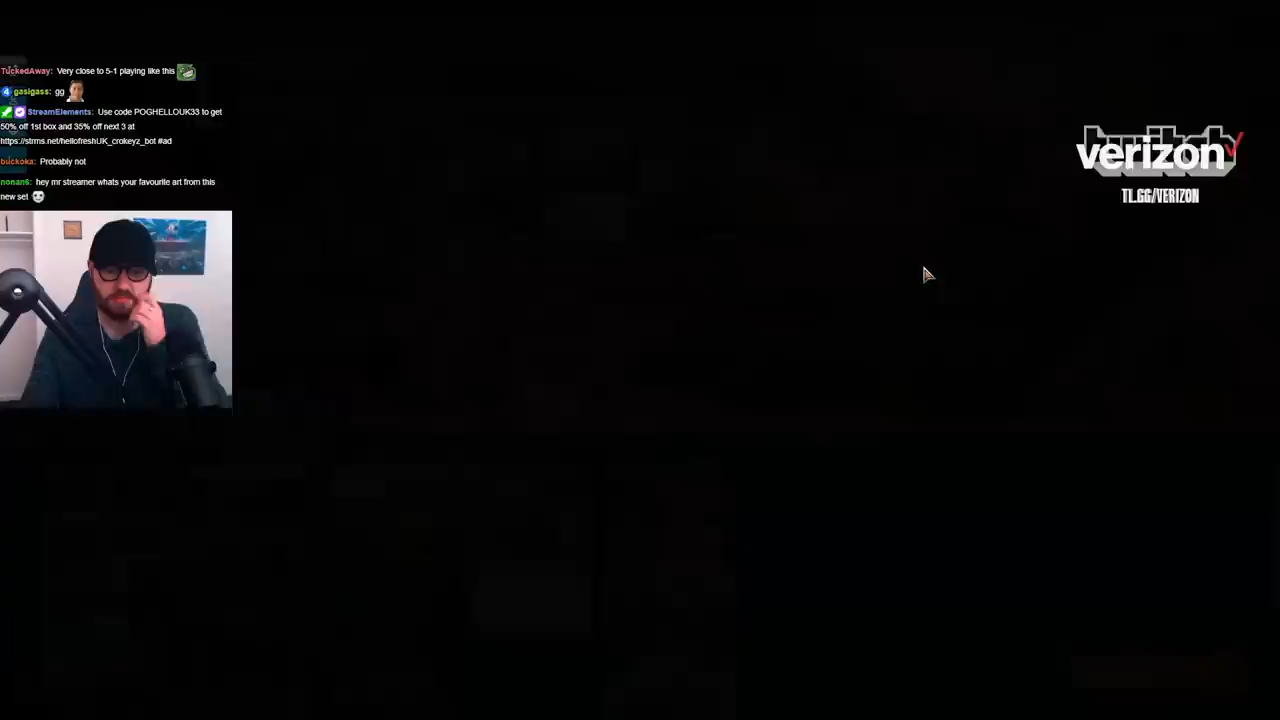 TuckedAway: Very close to 5-1 playing like this
4 gasigass: gg
StreamElements: Use code POGHELLOUK33 to get
50% off 1st box and 35% off next 3 at
https://strms.net/hellofreshUK_crokeyz_bot #ad
buckoka: Probably not
nonan6: hey mr streamer whats your favourite art from this
new set
twitch
verizon
TL.GG/VERIZON